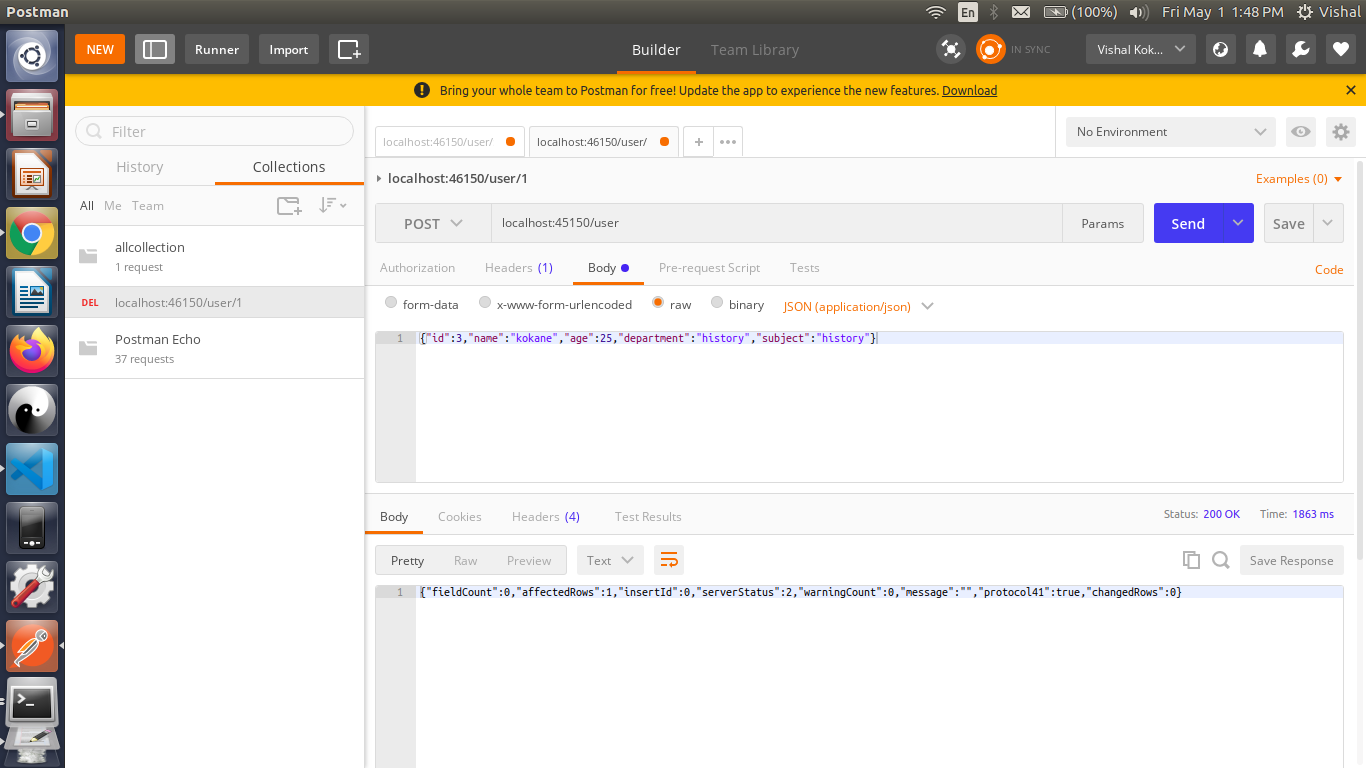 Postman
En
(100%)
Fri May 1 1:48 PM
Vishal
NEW
Runner
Import
Builder
Team Library
IN SYNC
Vishal Kok...
Bring your whole team to Postman for free! Update the app to experience the new features. Download
Filter
History
Collections
All Me Team
allcollection
1 request
DEL localhost:46150/user/1
Postman Echo
37 requests
localhost:46150/user/
localhost:46150/user/
No Environment
localhost:46150/user/1
Examples (0)
POST
localhost:45150/user
Params
Send
Save
Authorization
Headers (1)
Body
Pre-request Script
Tests
Code
form-data
x-www-form-urlencoded
raw
binary
JSON (application/json)
1 {"id":3,"name":"kokane","age":25,"department":"history","subject":"history"}
Body
Cookies
Headers (4)
Test Results
Status: 200 OK
Time: 1863 ms
Pretty
Raw
Preview
Text
Save Response
1 {"fieldCount":0,"affectedRows":1,"insertId":0,"serverStatus":2,"warningCount":0,"message":"","protocol41":true,"changedRows":0}